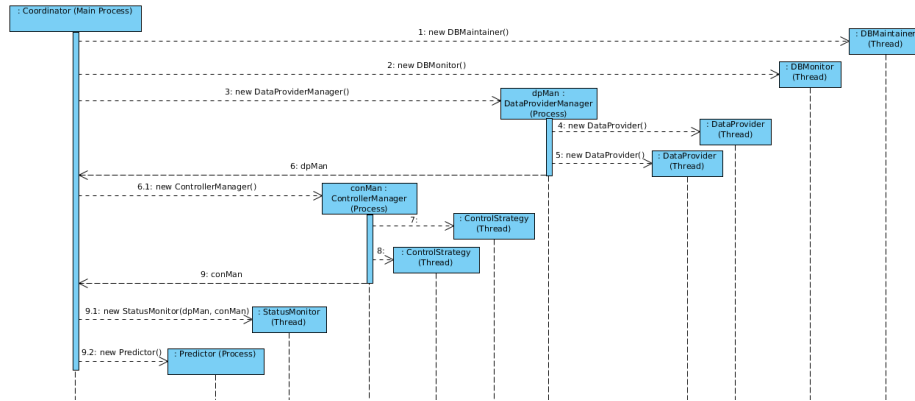 : Coordinator (Main Process)
1: new DBMaintainer()
: DBMaintainer
(Thread)
2: new DBMonitor()
: DBMonitor
(Thread)
3: new DataProviderManager()
dpMan :
DataProviderManager
(Process)
4: new DataProvider()
: DataProvider
(Thread)
5: new DataProvider()
: DataProvider
(Thread)
6: dpMan
6.1: new ControllerManager()
conMan :
ControllerManager
(Process)
7:
: ControlStrategy
(Thread)
8:
: ControlStrategy
(Thread)
9: conMan
9.1: new StatusMonitor(dpMan, conMan)
: StatusMonitor
(Thread)
9.2: new Predictor()
: Predictor (Process)